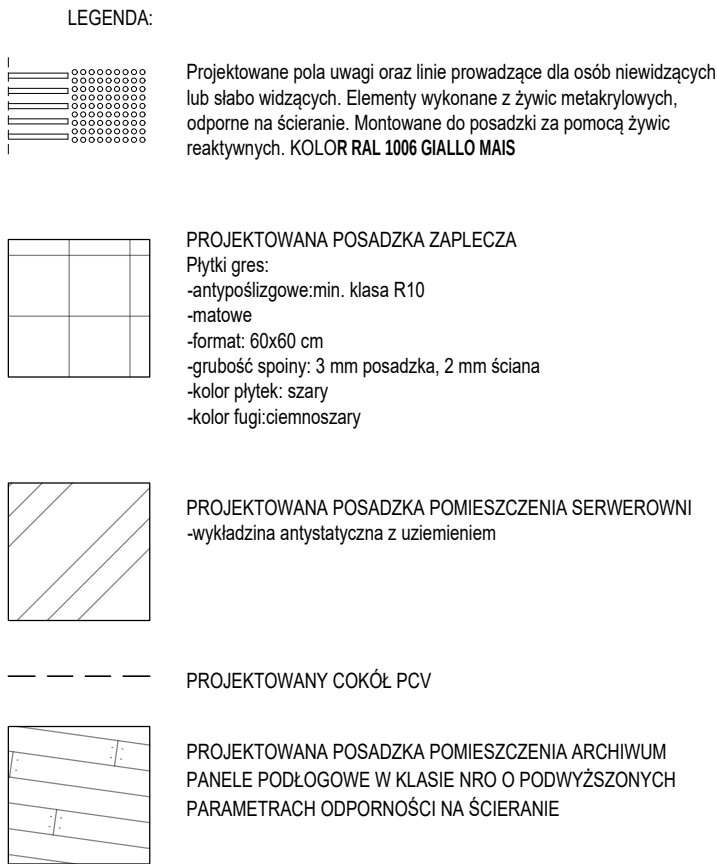 LEGENDA:
Projektowane pola uwagi oraz linie prowadzące dla osób niewidzących
lub słabo widzących. Elementy wykonane z żywic metakrylowych,
odporne na ścieranie. Montowane do posadzki za pomocą żywic
reaktywnych. KOLOR RAL 1006 GIALLO MAIS
PROJEKTOWANA POSADZKA ZAPLECZA
Płytki gres:
-antypoślizgowe:min. klasa R10
-matowe
-format: 60x60 cm
-grubość spoiny: 3 mm posadzka, 2 mm ściana
-kolor płytek: szary
-kolor fugi:ciemnoszary
PROJEKTOWANA POSADZKA POMIESZCZENIA SERWEROWNI
-wykładzina antystatyczna z uziemieniem
PROJEKTOWANY COKÓŁ PCV
PROJEKTOWANA POSADZKA POMIESZCZENIA ARCHIWUM
PANELE PODŁOGOWE W KLASIE NRO O PODWYŻSZONYCH
PARAMETRACH ODPORNOŚCI NA ŚCIERANIE